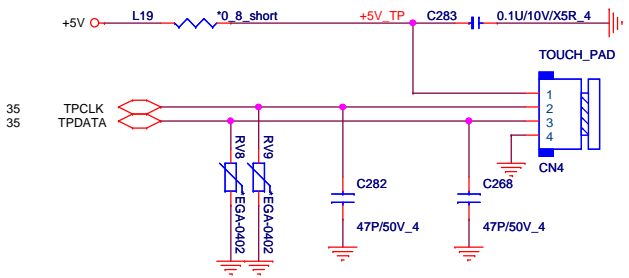 +5V L19 *0_8_short +5V_TP C283 0.1U/10V/X5R_4
TOUCH_PAD
1
35 TPCLK 2
35 TPDATA 3
4
CN4
RV8 RV9
EGA-0402 EGA-0402
C282 C268
47P/50V_4 47P/50V_4